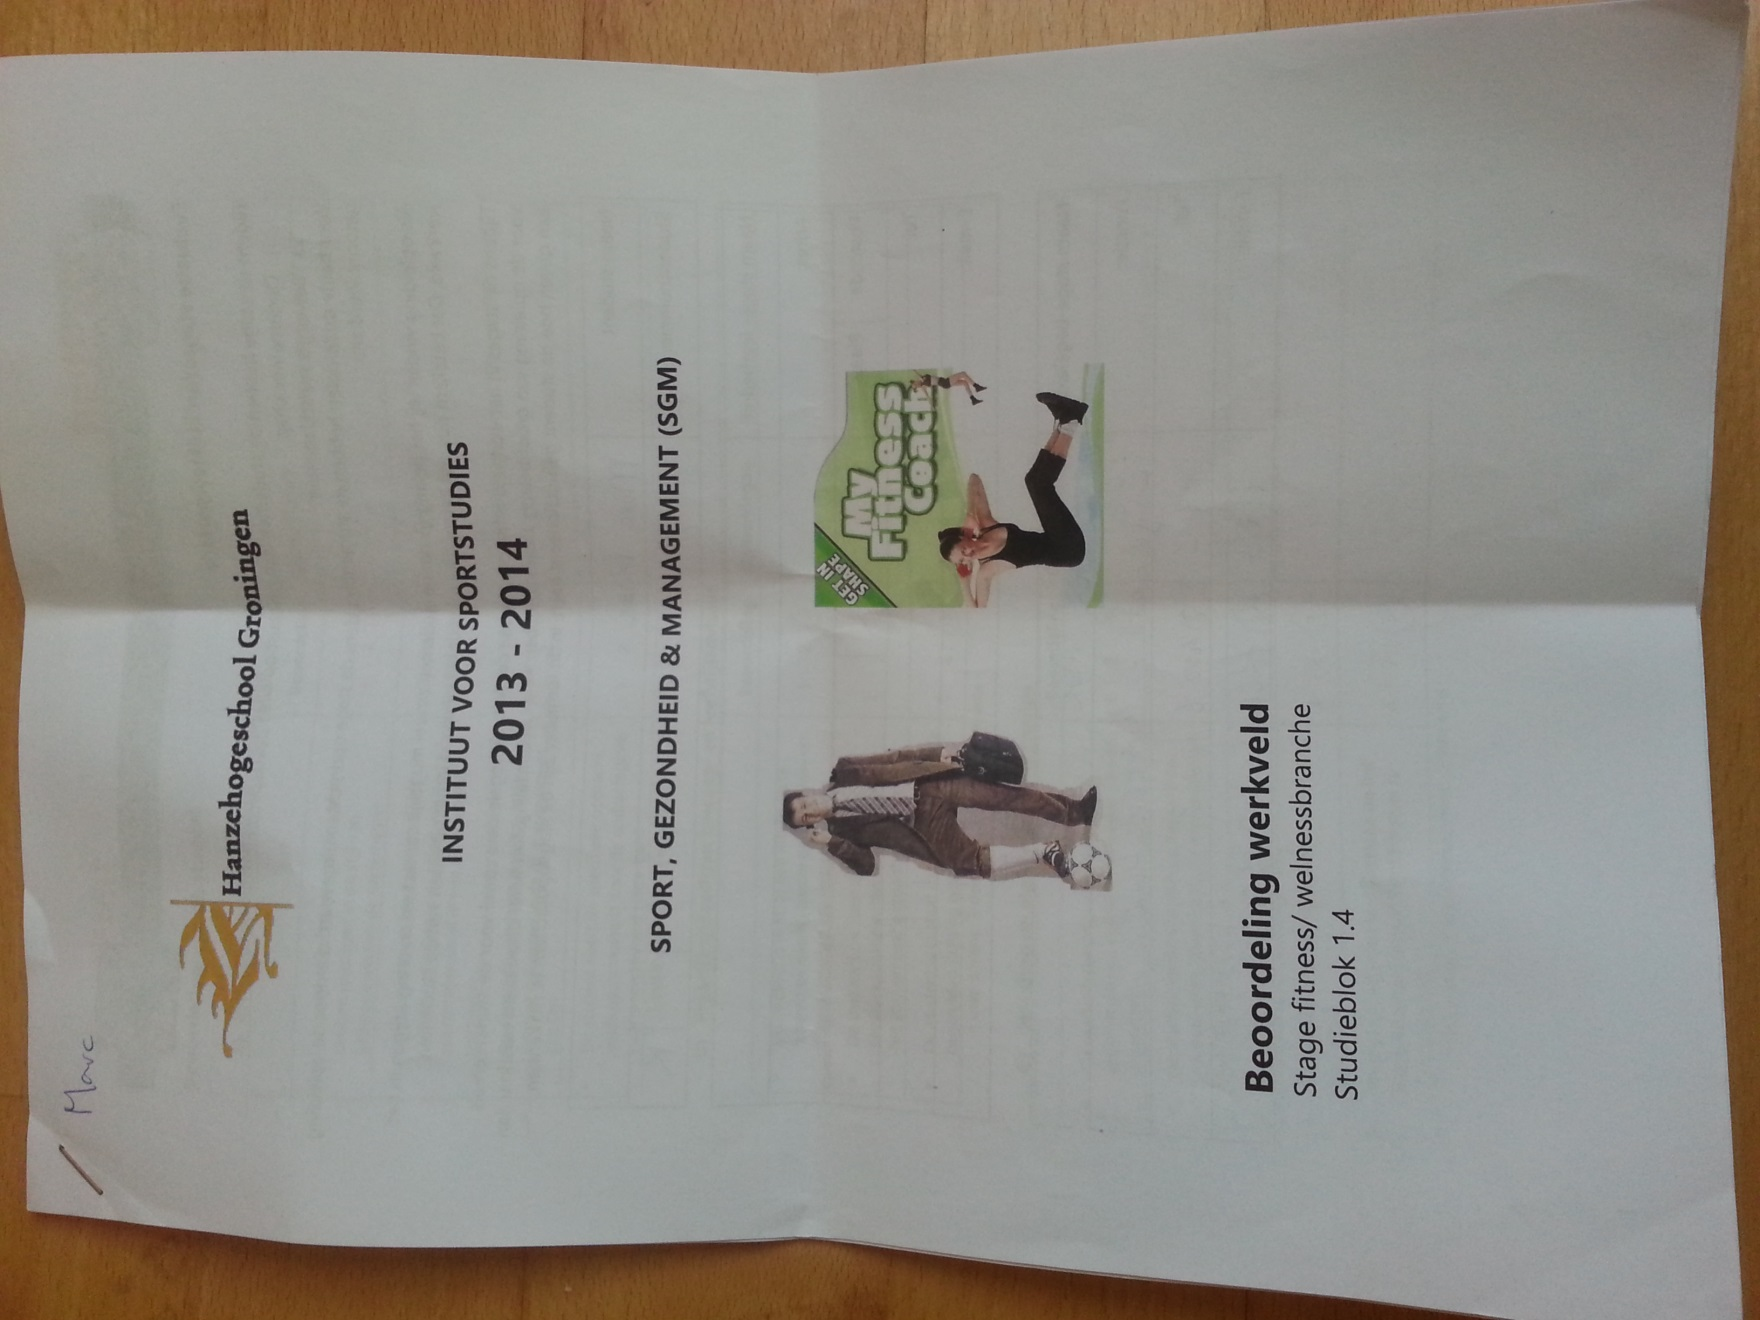 Marc
Hanzehogeschool Groningen
INSTITUUT VOOR SPORTSTUDIES
2013 - 2014
SPORT, GEZONDHEID & MANAGEMENT (SGM)
GET IN
SHAPE
My
Fitness
Coach
Beoordeling werkveld
Stage fitness/ welnessbranche
Studieblok 1.4